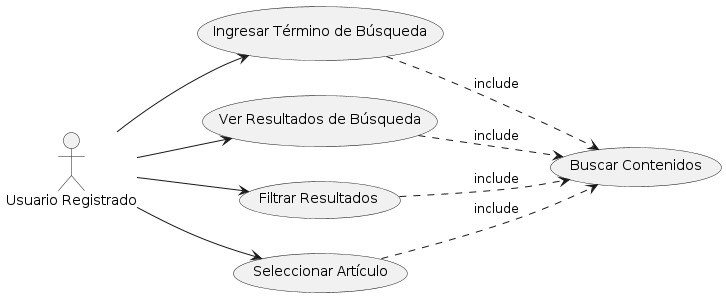 Ingresar Término de Búsqueda
include
Ver Resultados de Búsqueda
include
Buscar Contenidos
Usuario Registrado
Filtrar Resultados
include
include
Seleccionar Artículo